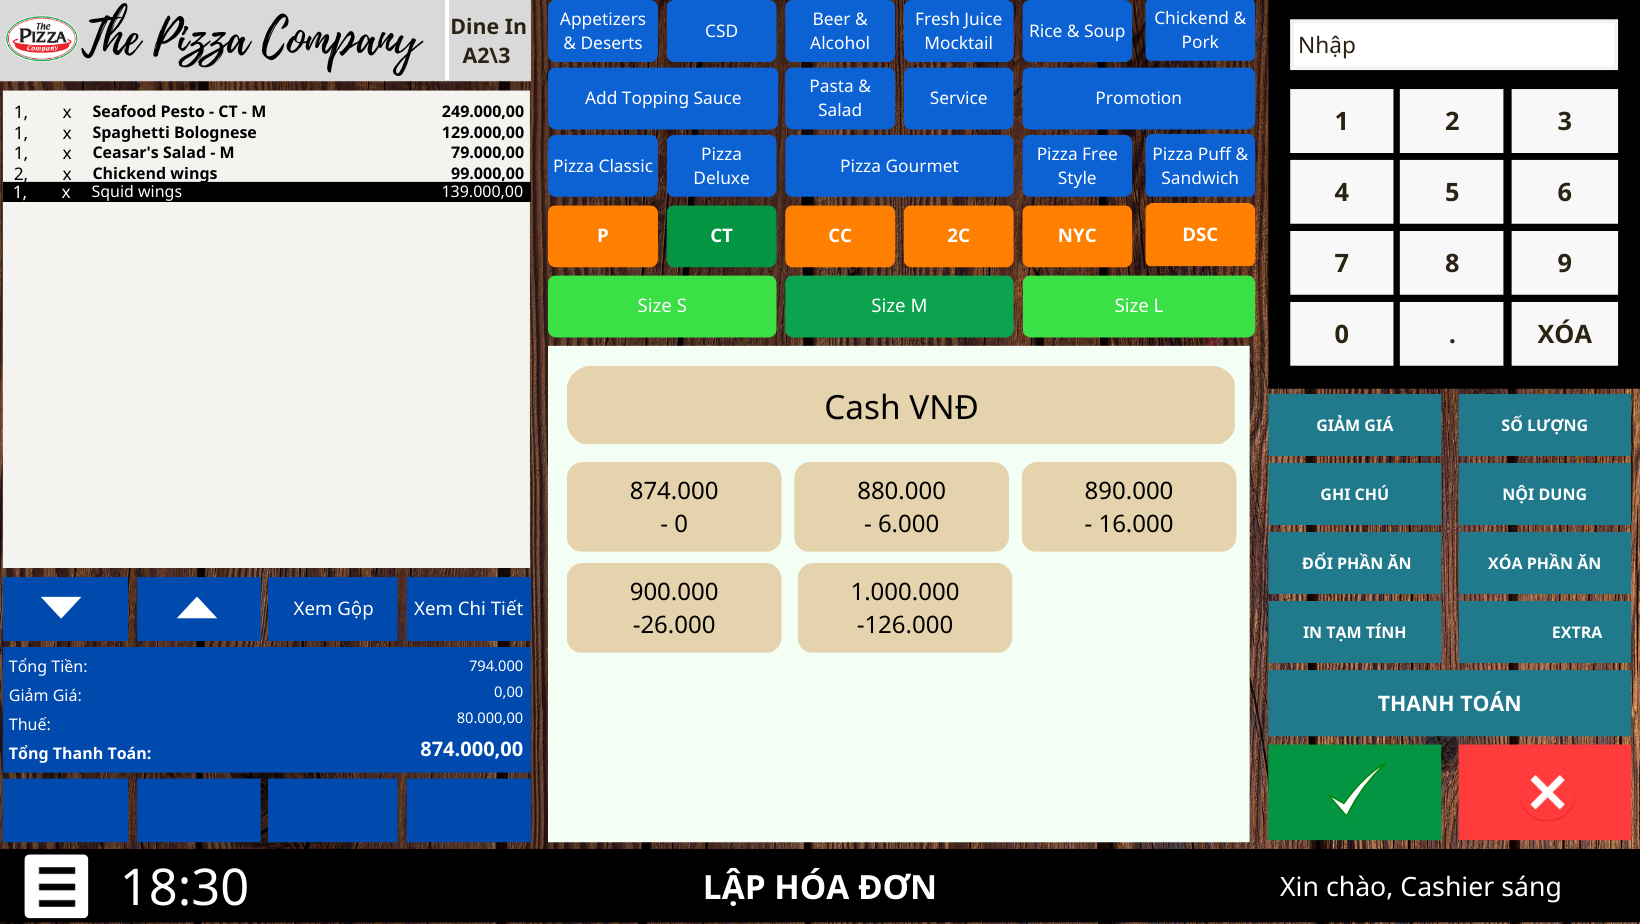 The
PIZZA
Company
The Pizza Company
Dine In
A2\3
1, x Seafood Pesto - CT - M 249.000,00
1, x Spaghetti Bolognese 129.000,00
1, x Ceasar's Salad - M 79.000,00
2, x Chickend wings 99.000,00
1, x Squid wings 139.000,00
Xem Gộp
Xem Chi Tiết
Tổng Tiền: 794.000
Giảm Giá: 0,00
Thuế: 80.000,00
Tổng Thanh Toán: 874.000,00
Appetizers
& Deserts
CSD
Beer &
Alcohol
Fresh Juice
Mocktail
Rice & Soup
Chickend &
Pork
Add Topping Sauce
Pasta &
Salad
Service
Promotion
Pizza Classic
Pizza
Deluxe
Pizza Gourmet
Pizza Free
Style
Pizza Puff &
Sandwich
P
CT
CC
2C
NYC
DSC
Size S
Size M
Size L
Cash VNĐ
874.000
- 0
880.000
- 6.000
890.000
- 16.000
900.000
-26.000
1.000.000
-126.000
Nhập
1
2
3
4
5
6
7
8
9
0
.
XÓA
GIẢM GIÁ
SỐ LƯỢNG
GHI CHÚ
NỘI DUNG
ĐỔI PHẦN ĂN
XÓA PHẦN ĂN
IN TẠM TÍNH
EXTRA
THANH TOÁN
18:30
LẬP HÓA ĐƠN
Xin chào, Cashier sáng